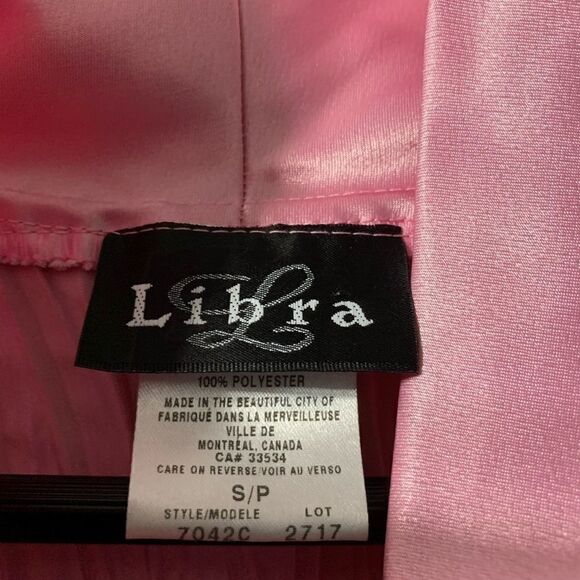 Libra
L
100% POLYESTER
MADE IN THE BEAUTIFUL CITY OF
FABRIQUÉ DANS LA MERVEILLEUSE
VILLE DE
MONTRÉAL, CANADA
CA# 33534
CARE ON REVERSE/VOIR AU VERSO
S/P
STYLE/MODELE LOT
7042C 2717